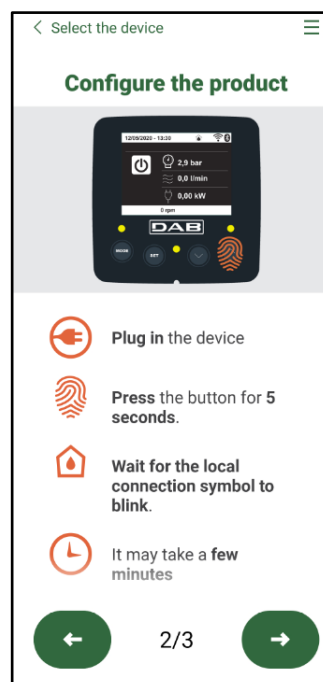 Select the device
Configure the product
12/05/2020 - 13:30
2,9 bar
0,0 l/min
0,00 kW
0 rpm
DAB
MODE
SET
Plug in the device
Press the button for 5
seconds.
Wait for the local
connection symbol to
blink.
It may take a few
minutes
2/3